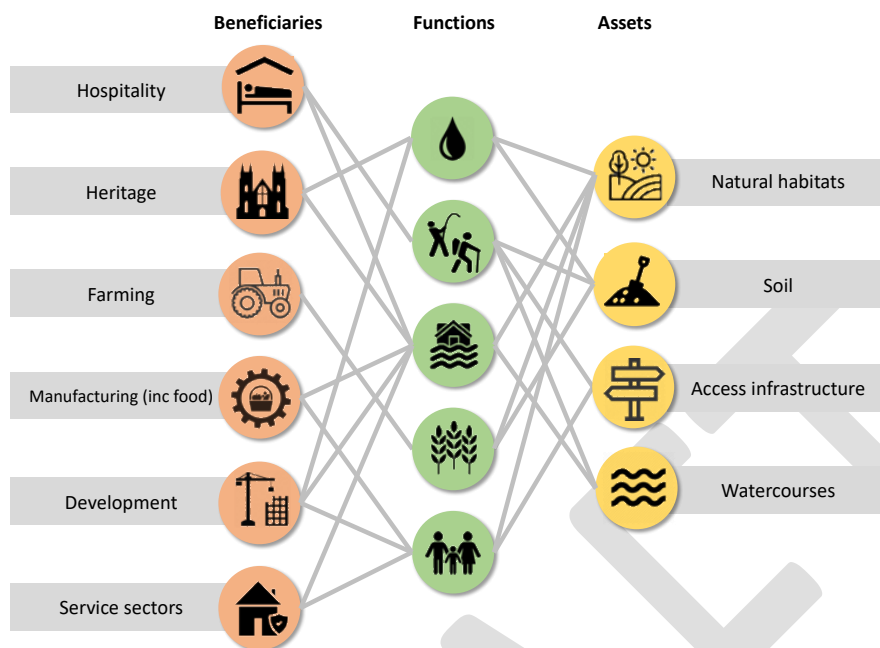 Beneficiaries Functions Assets
Hospitality
Heritage
Farming
Manufacturing (inc food)
Development
Service sectors
Natural habitats
Soil
Access infrastructure
Watercourses